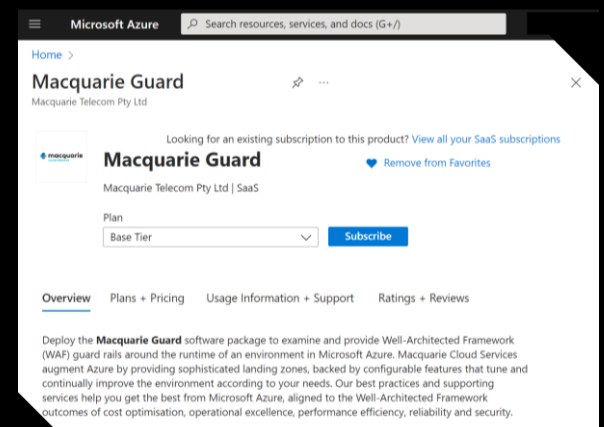 Microsoft Azure
Search resources, services, and docs (G+/)
Home >
Macquarie Guard
Macquarie Telecom Pty Ltd
Looking for an existing subscription to this product? View all your SaaS subscriptions
macquarie
Macquarie Guard
Remove from Favorites
Macquarie Telecom Pty Ltd | SaaS
Plan
Base Tier
Subscribe
Overview Plans + Pricing Usage Information + Support Ratings + Reviews
Deploy the Macquarie Guard software package to examine and provide Well-Architected Framework
(WAF) guard rails around the runtime of an environment in Microsoft Azure. Macquarie Cloud Services
augment Azure by providing sophisticated landing zones, backed by configurable features that tune and
continually improve the environment according to your needs. Our best practices and supporting
services help you get the best from Microsoft Azure, aligned to the Well-Architected Framework
outcomes of cost optimisation, operational excellence, performance efficiency, reliability and security.